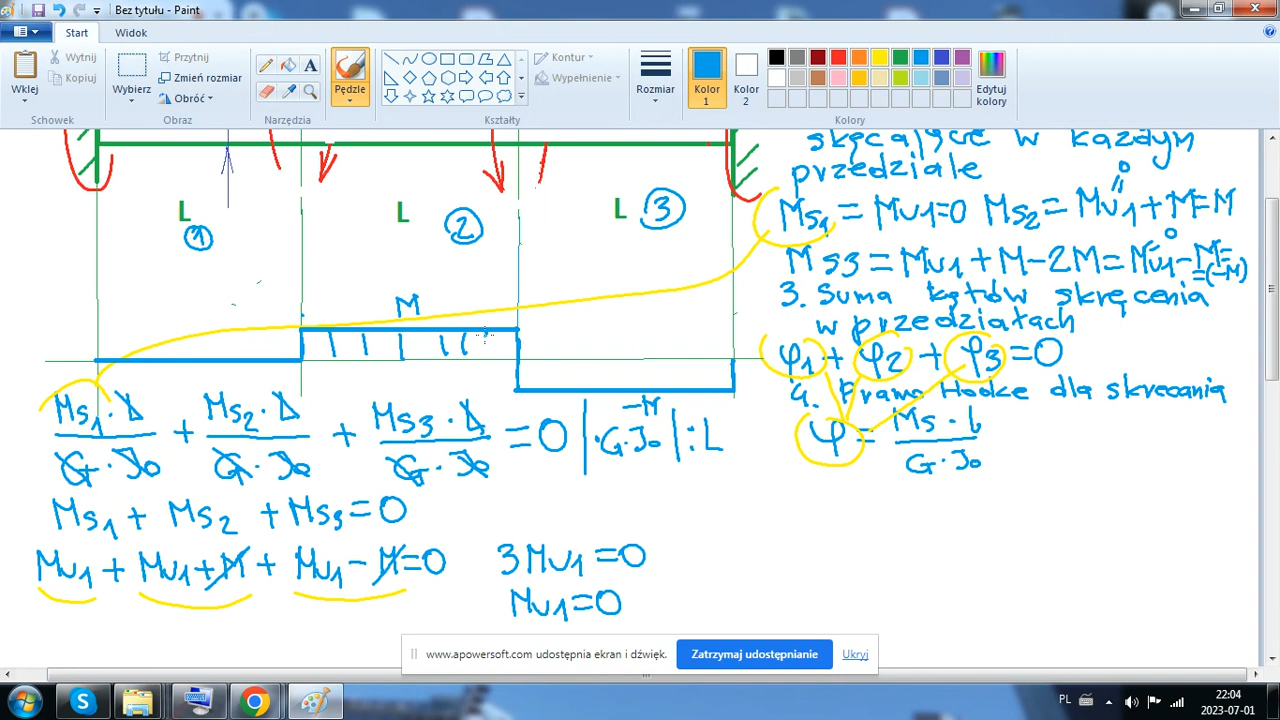 Bez tytułu - Paint
Start Widok
Wklej
Wytnij
Kopiuj
Schowek
Wybierz
Przytnij
Zmień rozmiar
Obróć
Obraz
Narzędzia
Pędzle
Kształty
Kontur
Wypełnienie
Rozmiar
Kolor 1
Kolor 2
Edytuj kolory
Kolory
skęcające w każdym
przedziale
L L L
1 2 3
Ms1 = Mu1=0 Ms2= Mu1+M=M
0
Ms3=Mu1+M-2M=Mu1-M=
0
=(-M)
3. Suma kątów skręcenia
w przedziałach
φ1 + φ2 + φ3 =0
4. Prawo Hooke dla skręcania
φ = Ms · l / G · Jo
M
-M
Ms1 · L / G · Jo + Ms2 · L / G · Jo + Ms3 · L / G · Jo =0 | ·G·Jo | :L
Ms1 + Ms2 + Ms3=0
Mu1 + Mu1+M + Mu1-M=0 3Mu1=0
Mu1=0
www.apowersoft.com udostępnia ekran i dźwięk. Zatrzymaj udostępnianie Ukryj
PL
22:04
2023-07-01